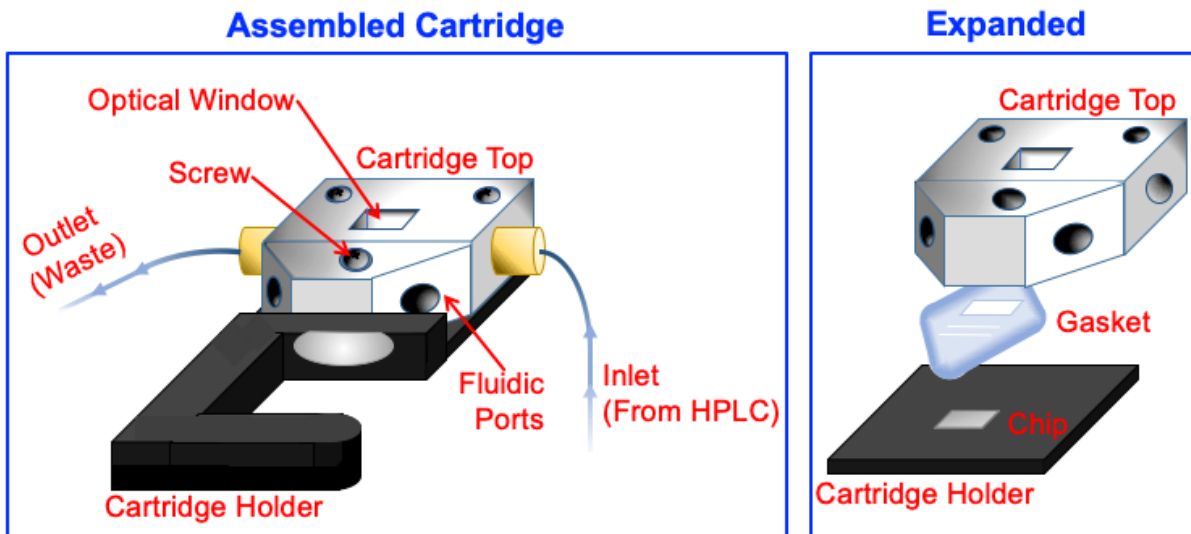 Assembled Cartridge
Optical Window
Cartridge Top
Screw
Outlet
(Waste)
Fluidic
Ports
Inlet
(From HPLC)
Cartridge Holder
Expanded
Cartridge Top
Gasket
Chip
Cartridge Holder